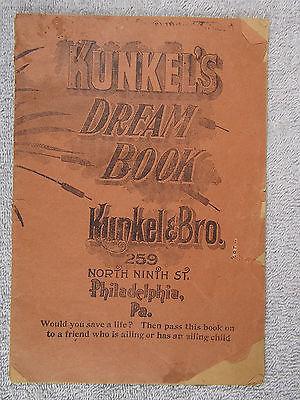 KUNKEL'S
DREAM
BOOK
Kunkel & Bro.
259
NORTH NINTH ST.
Philadelphia,
Pa.
Would you save a life? Then pass this book on
to a friend who is ailing or has an ailing child